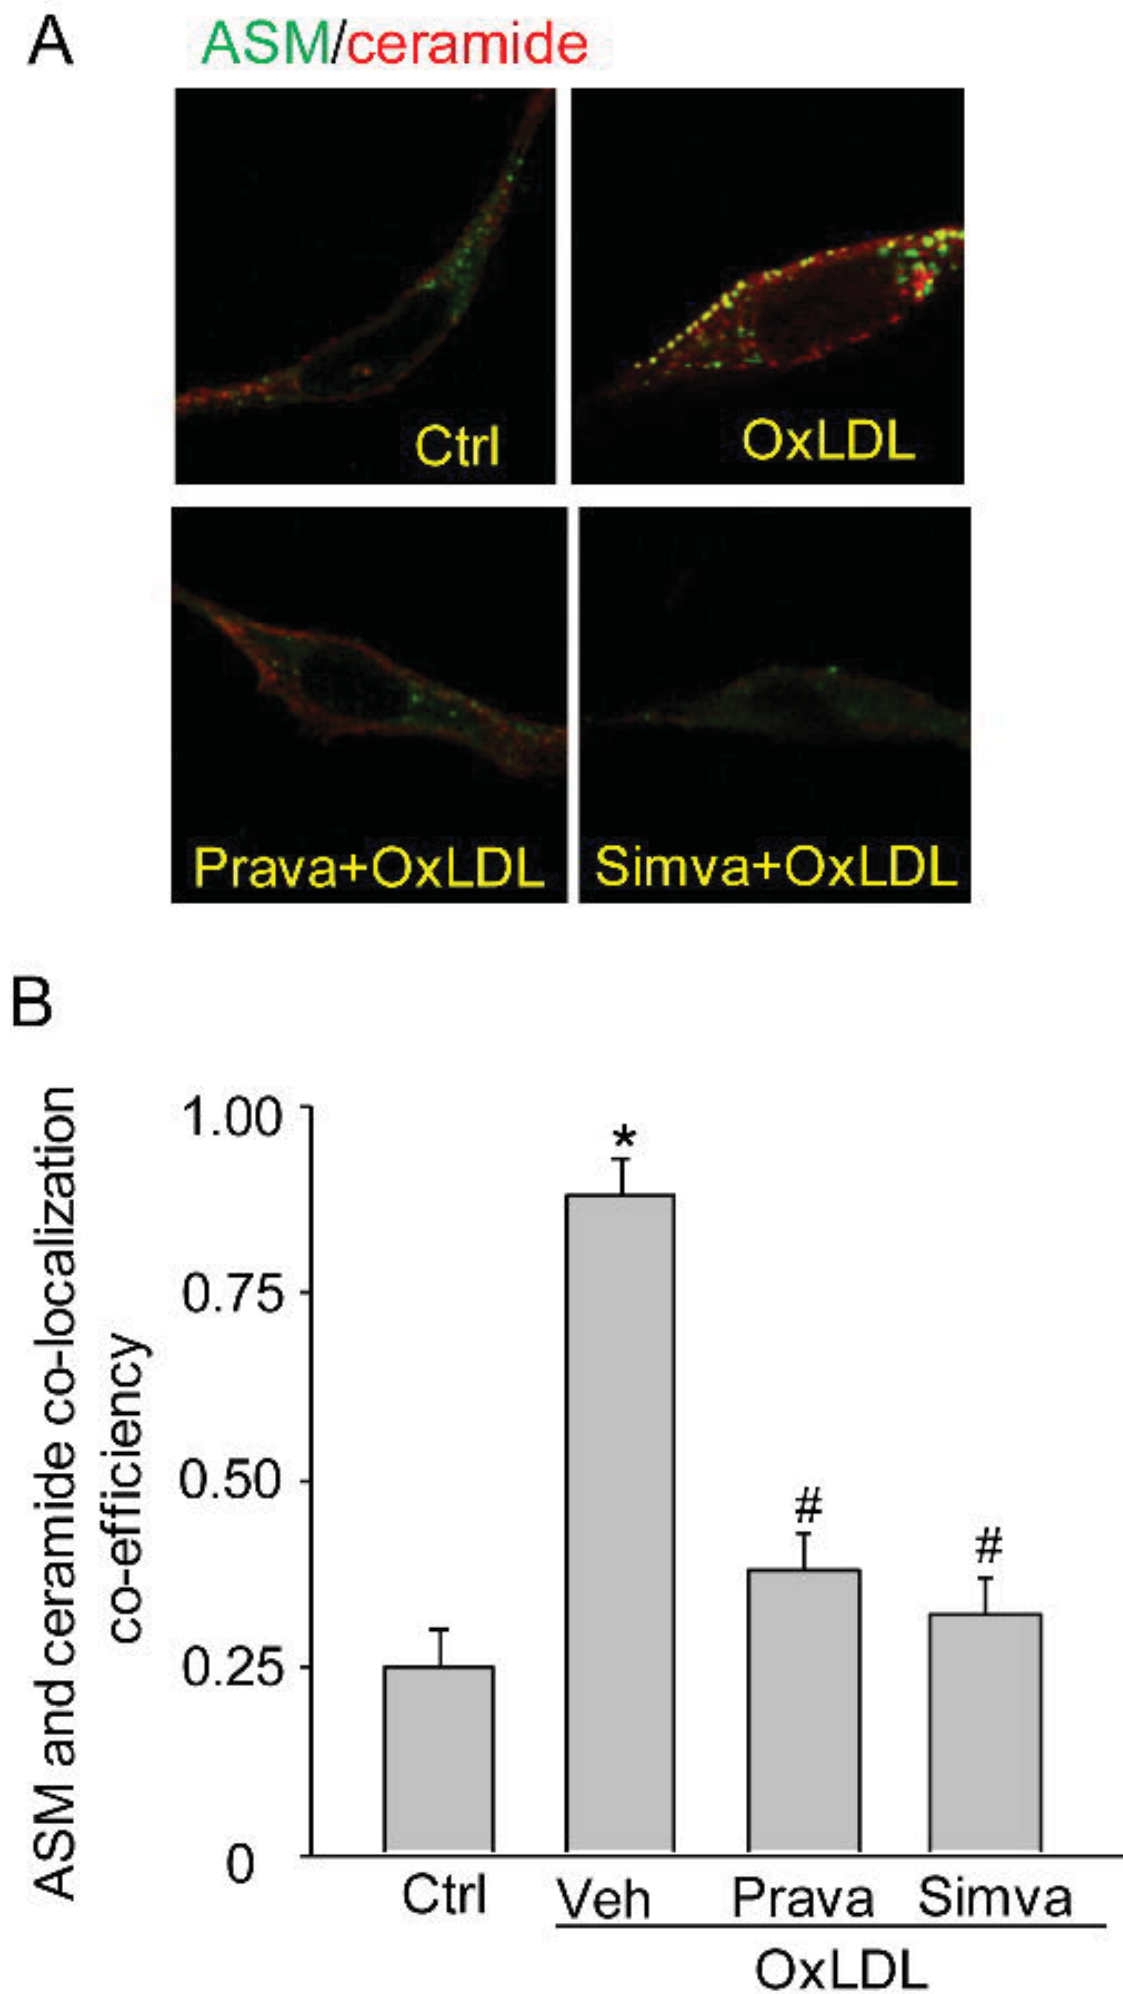 A
ASM/ceramide
Ctrl
OxLDL
Prava+OxLDL
Simva+OxLDL
B
ASM and ceramide co-localization
co-efficiency
1.00
0.75
0.50
0.25
0
*
#
#
Ctrl
Veh
Prava
Simva
OxLDL